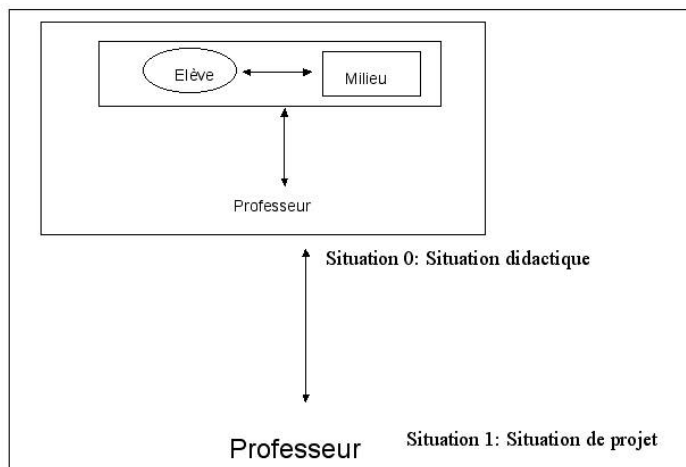 Elève
Milieu
Professeur
Situation 0: Situation didactique
Professeur
Situation 1: Situation de projet